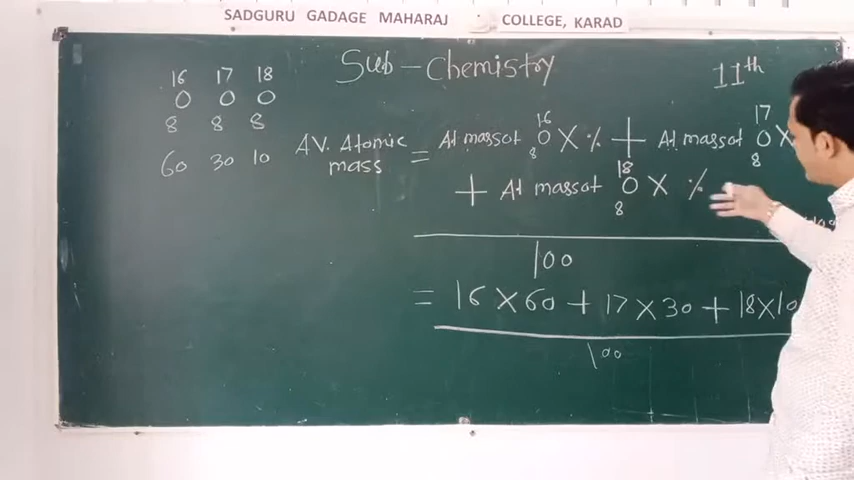 SADGURU GADAGE MAHARAJ COLLEGE, KARAD
Sub - Chemistry 11th
16 17 18
O O O
8 8 8
60 30 10
AV. Atomic mass = At mass of 16 8 O X % + At mass of 17 8 O X
+ At mass of 18 8 O X %
100
= 16 X 60 + 17 X 30 + 18 X 10
100